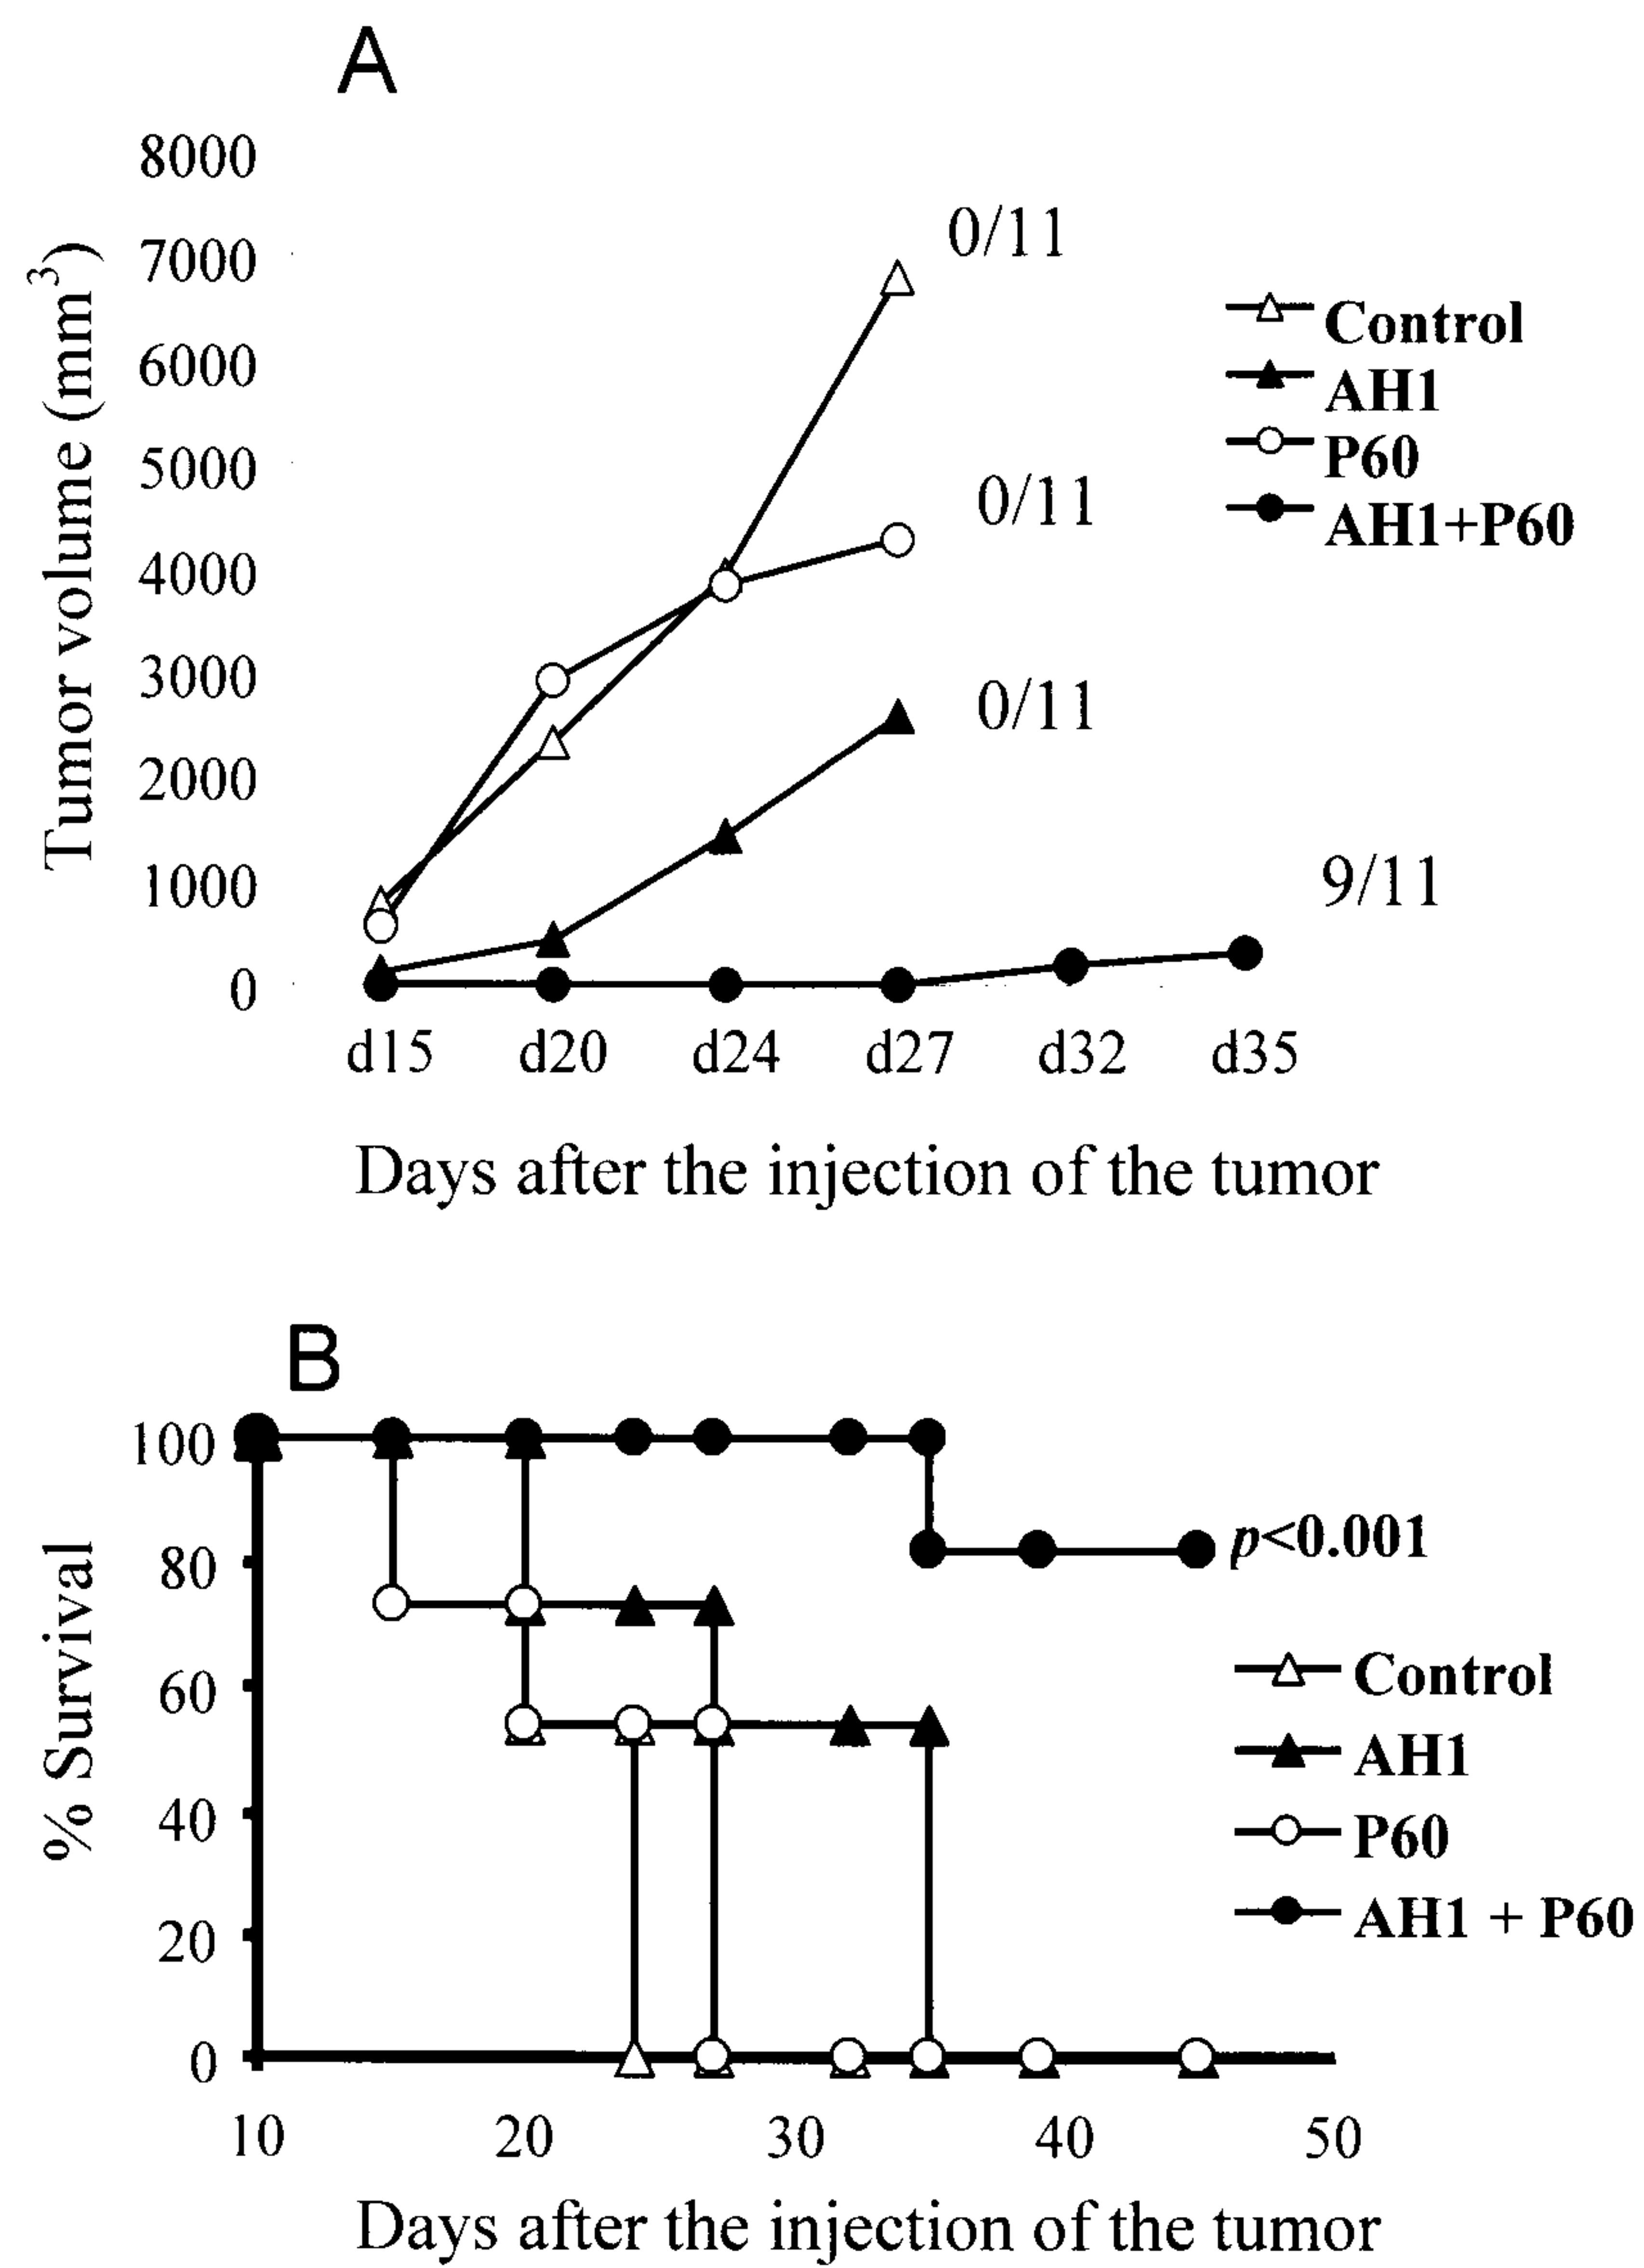 A
8000
7000
6000
5000
4000
3000
2000
1000
0
Tumor volume (mm³)
0/11
0/11
0/11
9/11
Control
AH1
P60
AH1+P60
d15 d20 d24 d27 d32 d35
Days after the injection of the tumor
B
100
80
60
40
20
0
% Survival
p<0.001
Control
AH1
P60
AH1 + P60
10 20 30 40 50
Days after the injection of the tumor